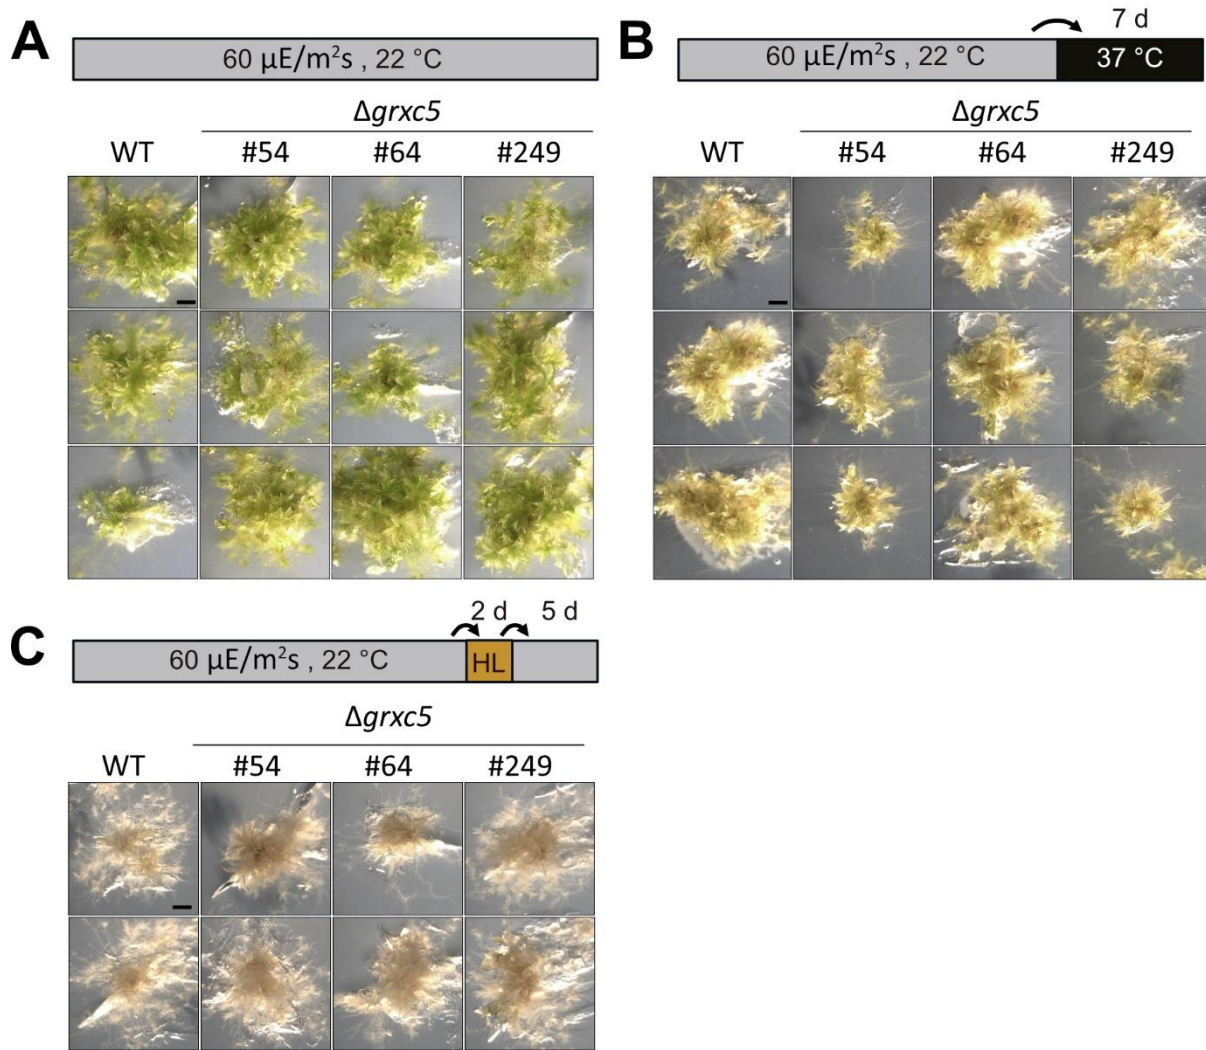 A
60 µE/m²s , 22 °C
Δgrxc5
WT #54 #64 #249
B
7 d
60 µE/m²s , 22 °C 37 °C
Δgrxc5
WT #54 #64 #249
C
2 d 5 d
60 µE/m²s , 22 °C HL
Δgrxc5
WT #54 #64 #249